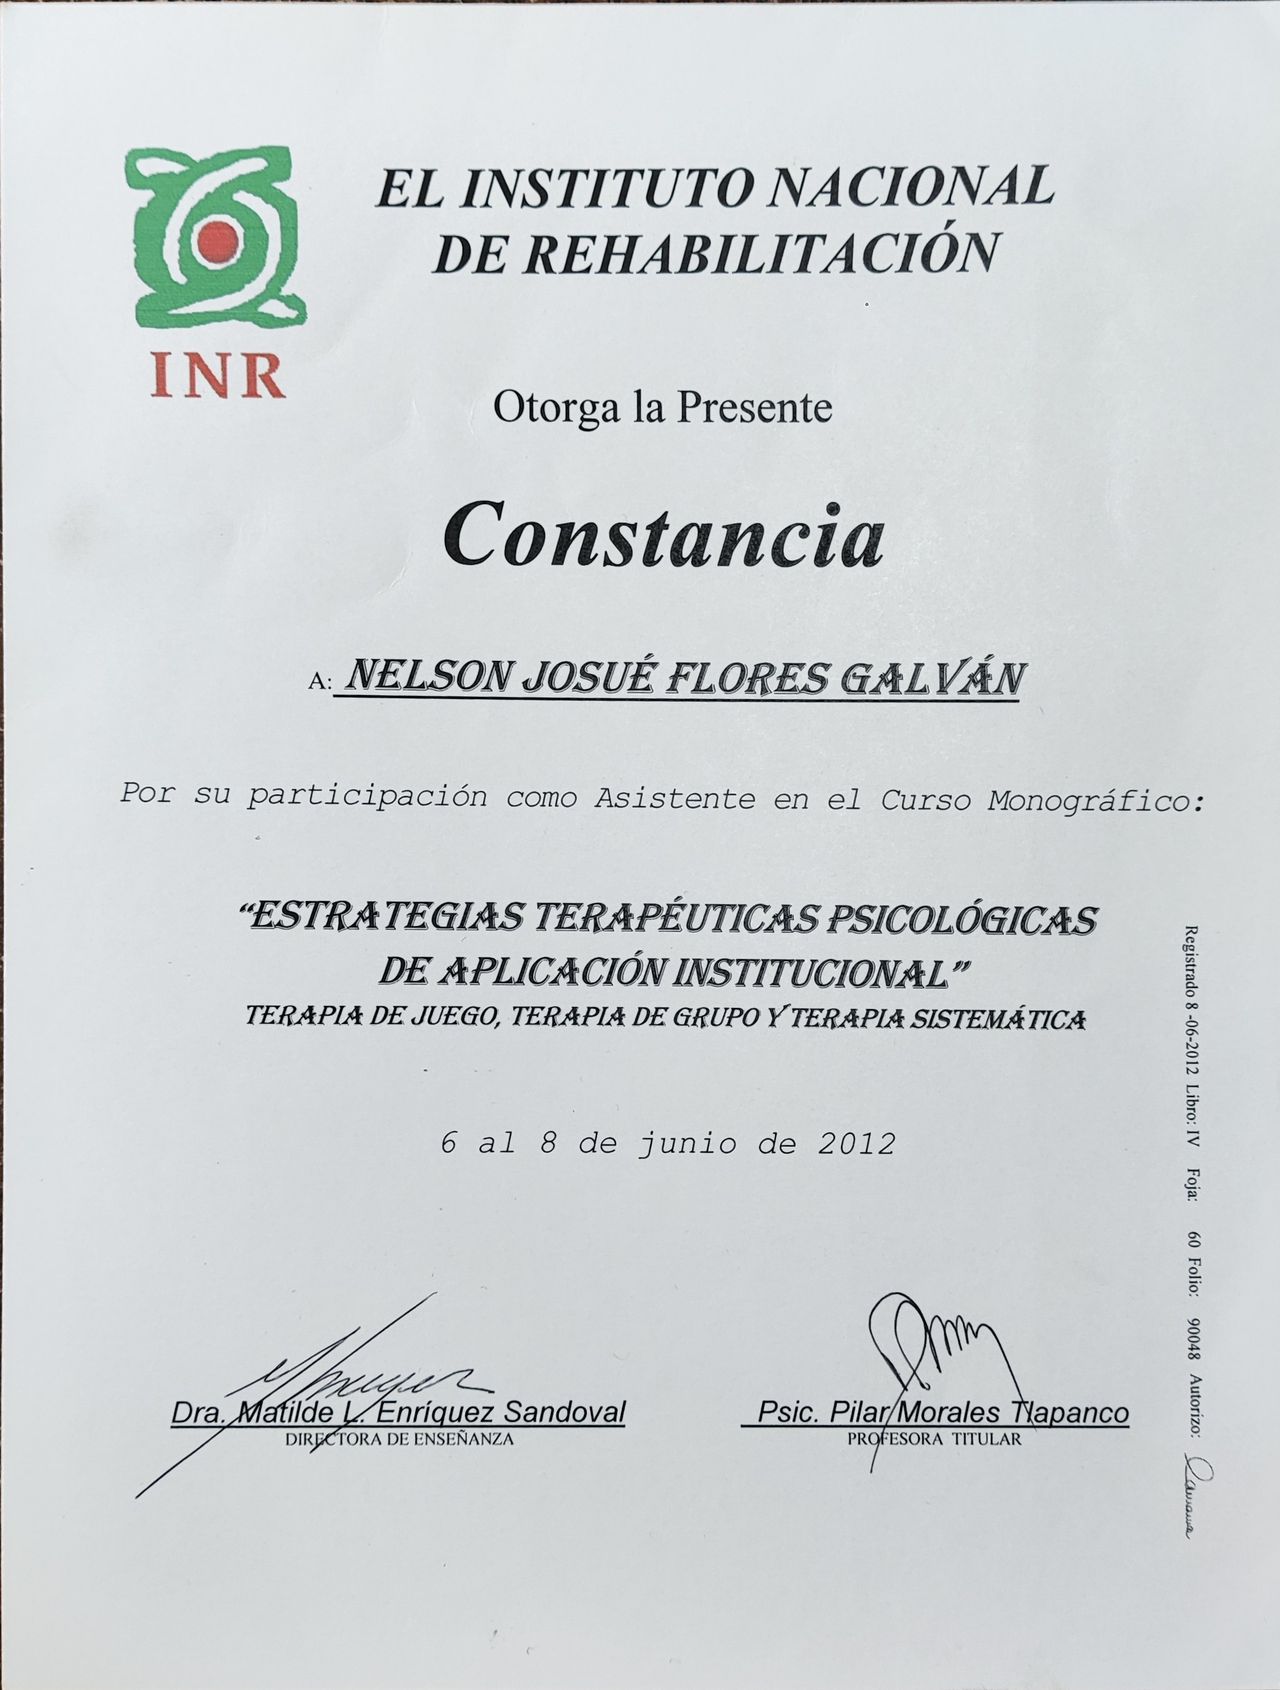 EL INSTITUTO NACIONAL
DE REHABILITACIÓN
INR
Otorga la Presente
Constancia
A: NELSON JOSUÉ FLORES GALVÁN
Por su participación como Asistente en el Curso Monográfico:
“ESTRATEGIAS TERAPÉUTICAS PSICOLÓGICAS
DE APLICACIÓN INSTITUCIONAL”
TERAPIA DE JUEGO, TERAPIA DE GRUPO Y TERAPIA SISTEMÁTICA
6 al 8 de junio de 2012
Dra. Matilde L. Enríquez Sandoval
DIRECTORA DE ENSEÑANZA
Psic. Pilar Morales Tlapanco
PROFESORA TITULAR
Registrado 8 -06-2012 Libro: IV Foja: 60 Folio: 90048 Autorizo: